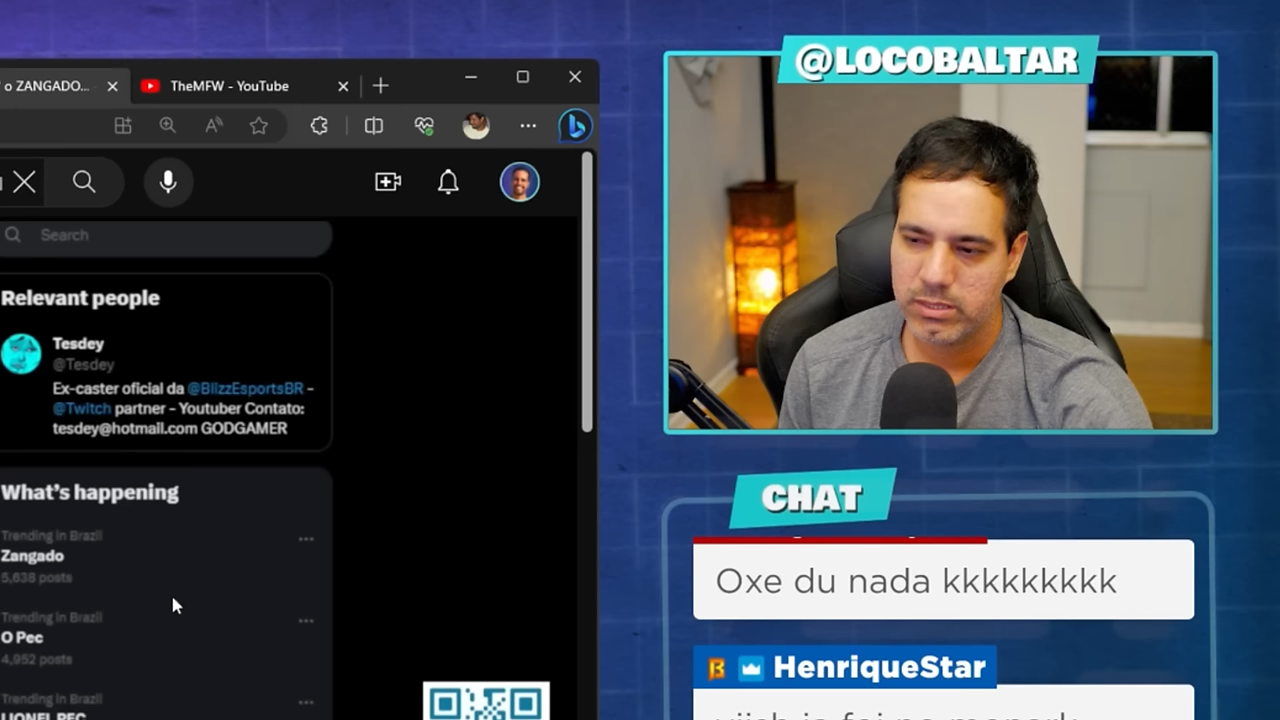 o ZANGADO...
TheMFW - YouTube
Search
Relevant people
Tesdey
@Tesdey
Ex-caster oficial da @BlizzEsportsBR -
@Twitch partner - Youtuber Contato:
tesdey@hotmail.com GODGAMER
What's happening
Trending in Brazil
Zangado
5,638 posts
Trending in Brazil
O Pec
4,952 posts
Trending in Brazil
LIONEL PEC
@LOCOBALTAR
CHAT
Oxe du nada kkkkkkkkk
HenriqueStar